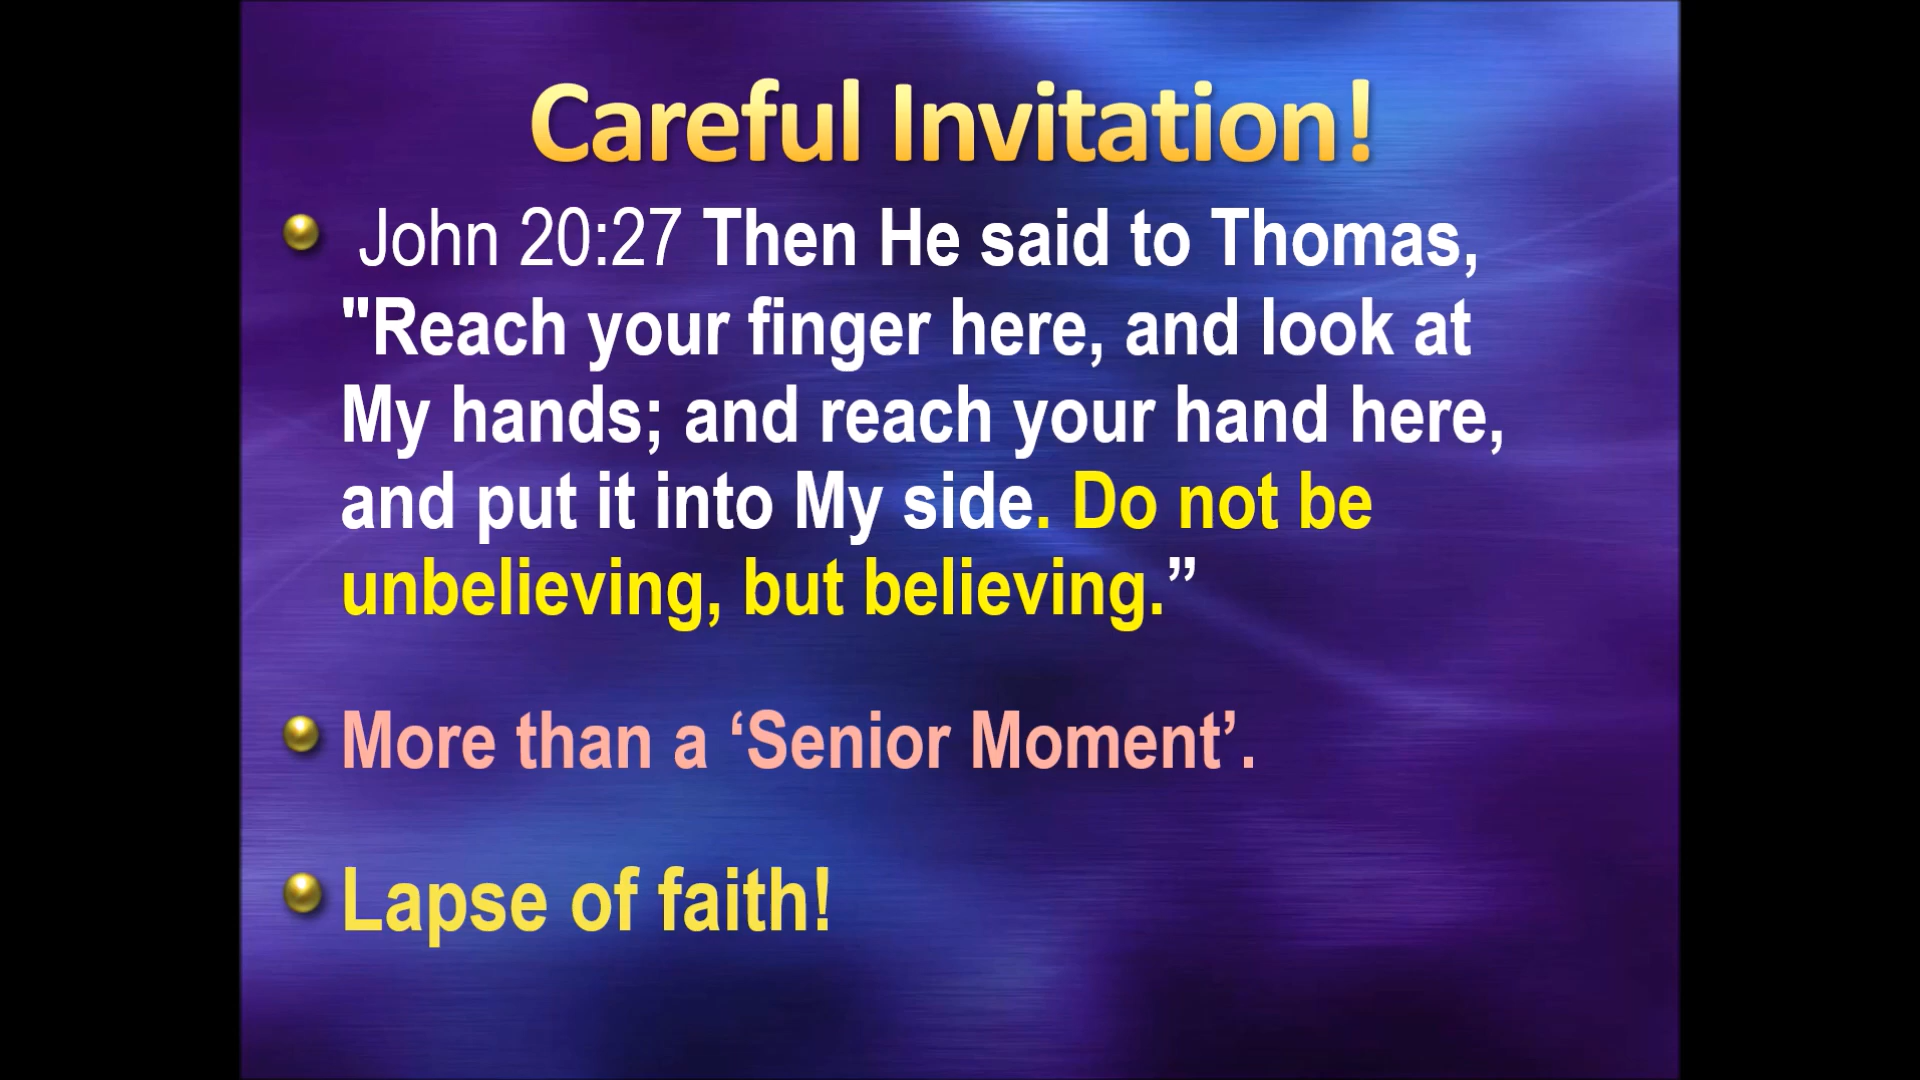 Careful Invitation!
John 20:27 Then He said to Thomas,
"Reach your finger here, and look at
My hands; and reach your hand here,
and put it into My side. Do not be
unbelieving, but believing.”
More than a ‘Senior Moment’.
Lapse of faith!